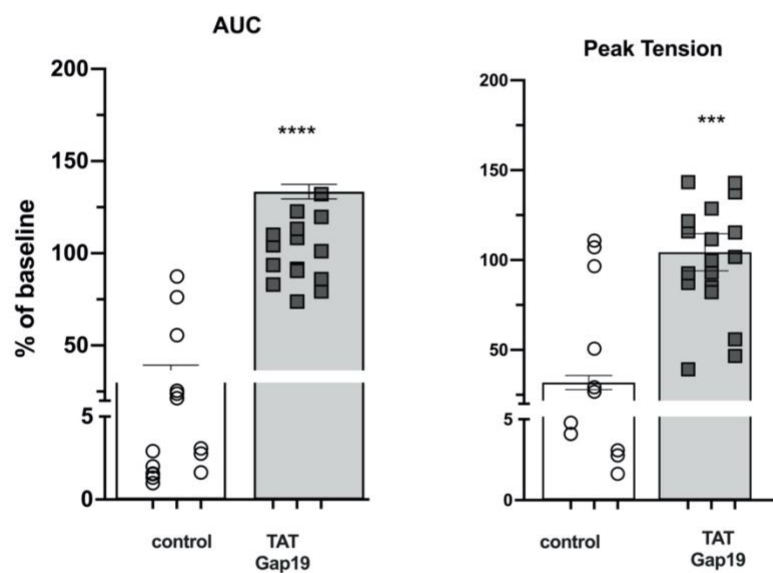 AUC
% of baseline
200
150
100
50
5
0
****
control
TAT
Gap19
Peak Tension
200
150
100
50
5
0
***
control
TAT
Gap19